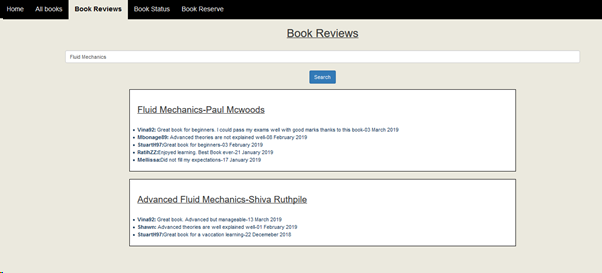 Home All books Book Reviews Book Status Book Reserve
Book Reviews
Fluid Mechanics
Search
Fluid Mechanics-Paul Mcwoods
Vina92: Great book for beginners. I could pass my exams well with good marks thanks to this book-03 March 2019
Mbonage89: Advanced theories are not explained well-08 February 2019
StuartH97:Great book for beginners-03 February 2019
RatihZZ:Enjoyed learning. Best Book ever-21 January 2019
Mellissa:Did not fill my expectations-17 January 2019
Advanced Fluid Mechanics-Shiva Ruthpile
Vina92: Great book. Advanced but manageable-13 March 2019
Shawn: Advanced theories are well explained well-01 February 2019
StuartH97:Great book for a vaccation learning-22 Decemeber 2018